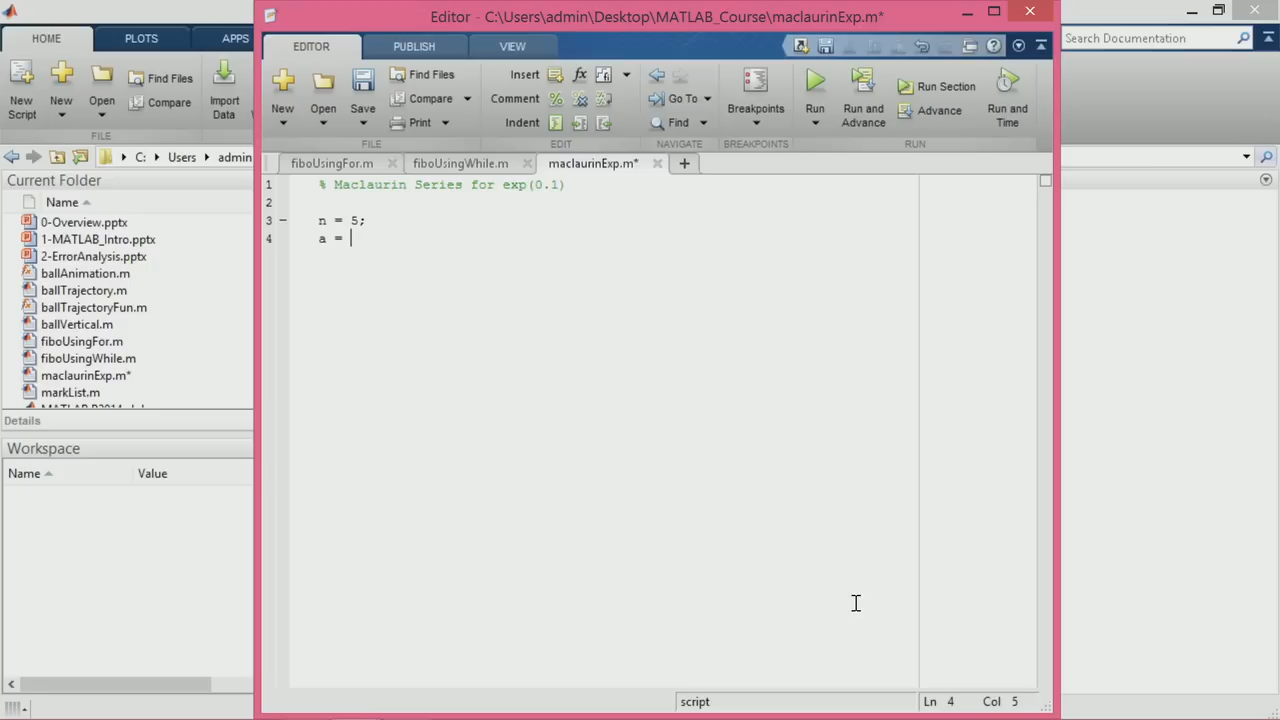 Editor - C:\Users\admin\Desktop\MATLAB_Course\maclaurinExp.m*
HOME PLOTS APPS
EDITOR PUBLISH VIEW
Search Documentation
New Script
New
Open
Find Files
Compare
Import Data
FILE
New
Open
Save
Find Files
Compare
Print
FILE
Insert
Comment
Indent
EDIT
Go To
Find
NAVIGATE
Breakpoints
BREAKPOINTS
Run
Run and Advance
Run Section
Advance
Run and Time
RUN
C: Users admin
fiboUsingFor.m fiboUsingWhile.m maclaurinExp.m*
Current Folder
Name
0-Overview.pptx
1-MATLAB_Intro.pptx
2-ErrorAnalysis.pptx
ballAnimation.m
ballTrajectory.m
ballTrajectoryFun.m
ballVertical.m
fiboUsingFor.m
fiboUsingWhile.m
maclaurinExp.m*
markList.m
Details
Workspace
Name Value
1 % Maclaurin Series for exp(0.1)
2
3 – n = 5;
4 a =
script Ln 4 Col 5